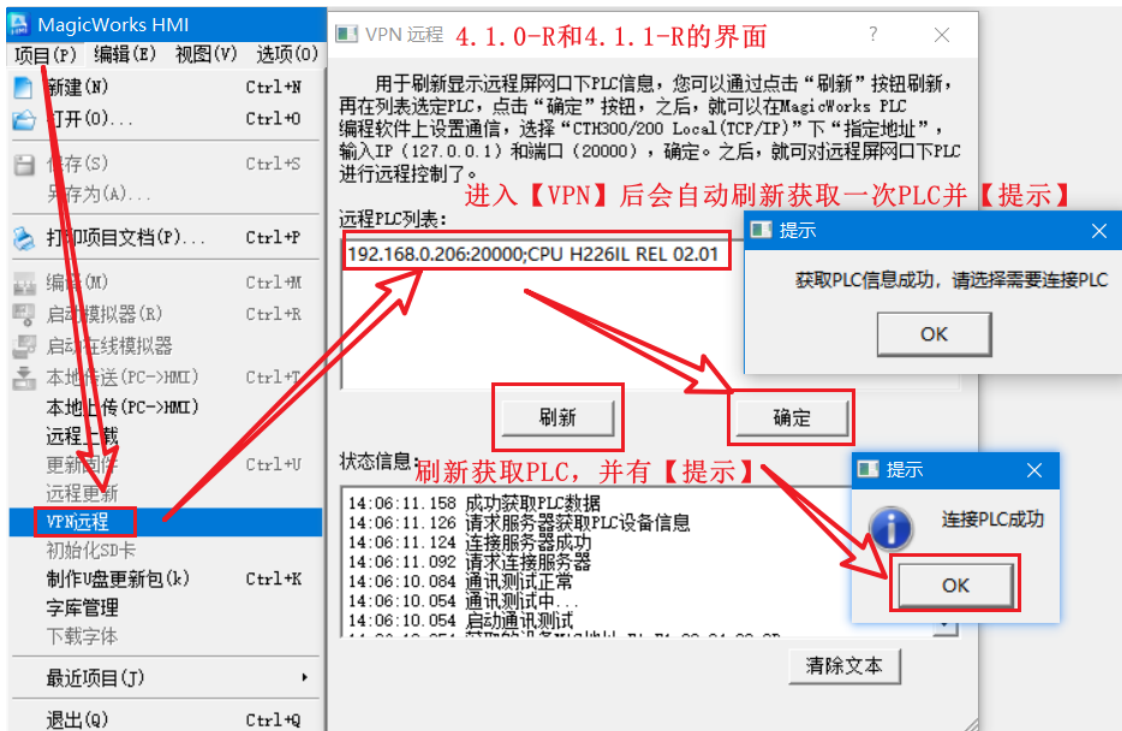 MagicWorks HMI
项目(P) 编辑(E) 视图(V) 选项(O)
新建(N) Ctrl+N
打开(O)... Ctrl+O
保存(S) Ctrl+S
另存为(A)...
打印项目文档(P)... Ctrl+P
编译(M) Ctrl+M
启动模拟器(R) Ctrl+R
启动在线模拟器
本地传送(PC->HMI) Ctrl+T
本地上传(PC->HMI)
远程上载
更新固件 Ctrl+U
远程更新
VPN远程
初始化SD卡
制作U盘更新包(k) Ctrl+K
字库管理
下载字体
最近项目(J)
退出(Q) Ctrl+Q
VPN 远程 4.1.0-R和4.1.1-R的界面 ?
用于刷新显示远程屏网口下PLC信息，您可以通过点击“刷新”按钮刷新，
再在列表选定PLC，点击“确定”按钮，之后，就可以在MagicWorks PLC
编程软件上设置通信，选择“CTH300/200 Local(TCP/IP)”下“指定地址”，
输入IP（127.0.0.1）和端口（20000），确定。之后，就可对远程屏网口下PLC
进行远程控制了。
进入【VPN】后会自动刷新获取一次PLC并【提示】
远程PLC列表：
192.168.0.206:20000;CPU H226IL REL 02.01
提示
获取PLC信息成功，请选择需要连接PLC
OK
刷新
确定
状态信息：
刷新获取PLC，并有【提示】
14:06:11.158 成功获取PLC数据
14:06:11.126 请求服务器获取PLC设备信息
14:06:11.124 连接服务器成功
14:06:11.092 请求连接服务器
14:06:10.084 通讯测试正常
14:06:10.054 通讯测试中...
14:06:10.054 启动通讯测试
提示
连接PLC成功
OK
清除文本